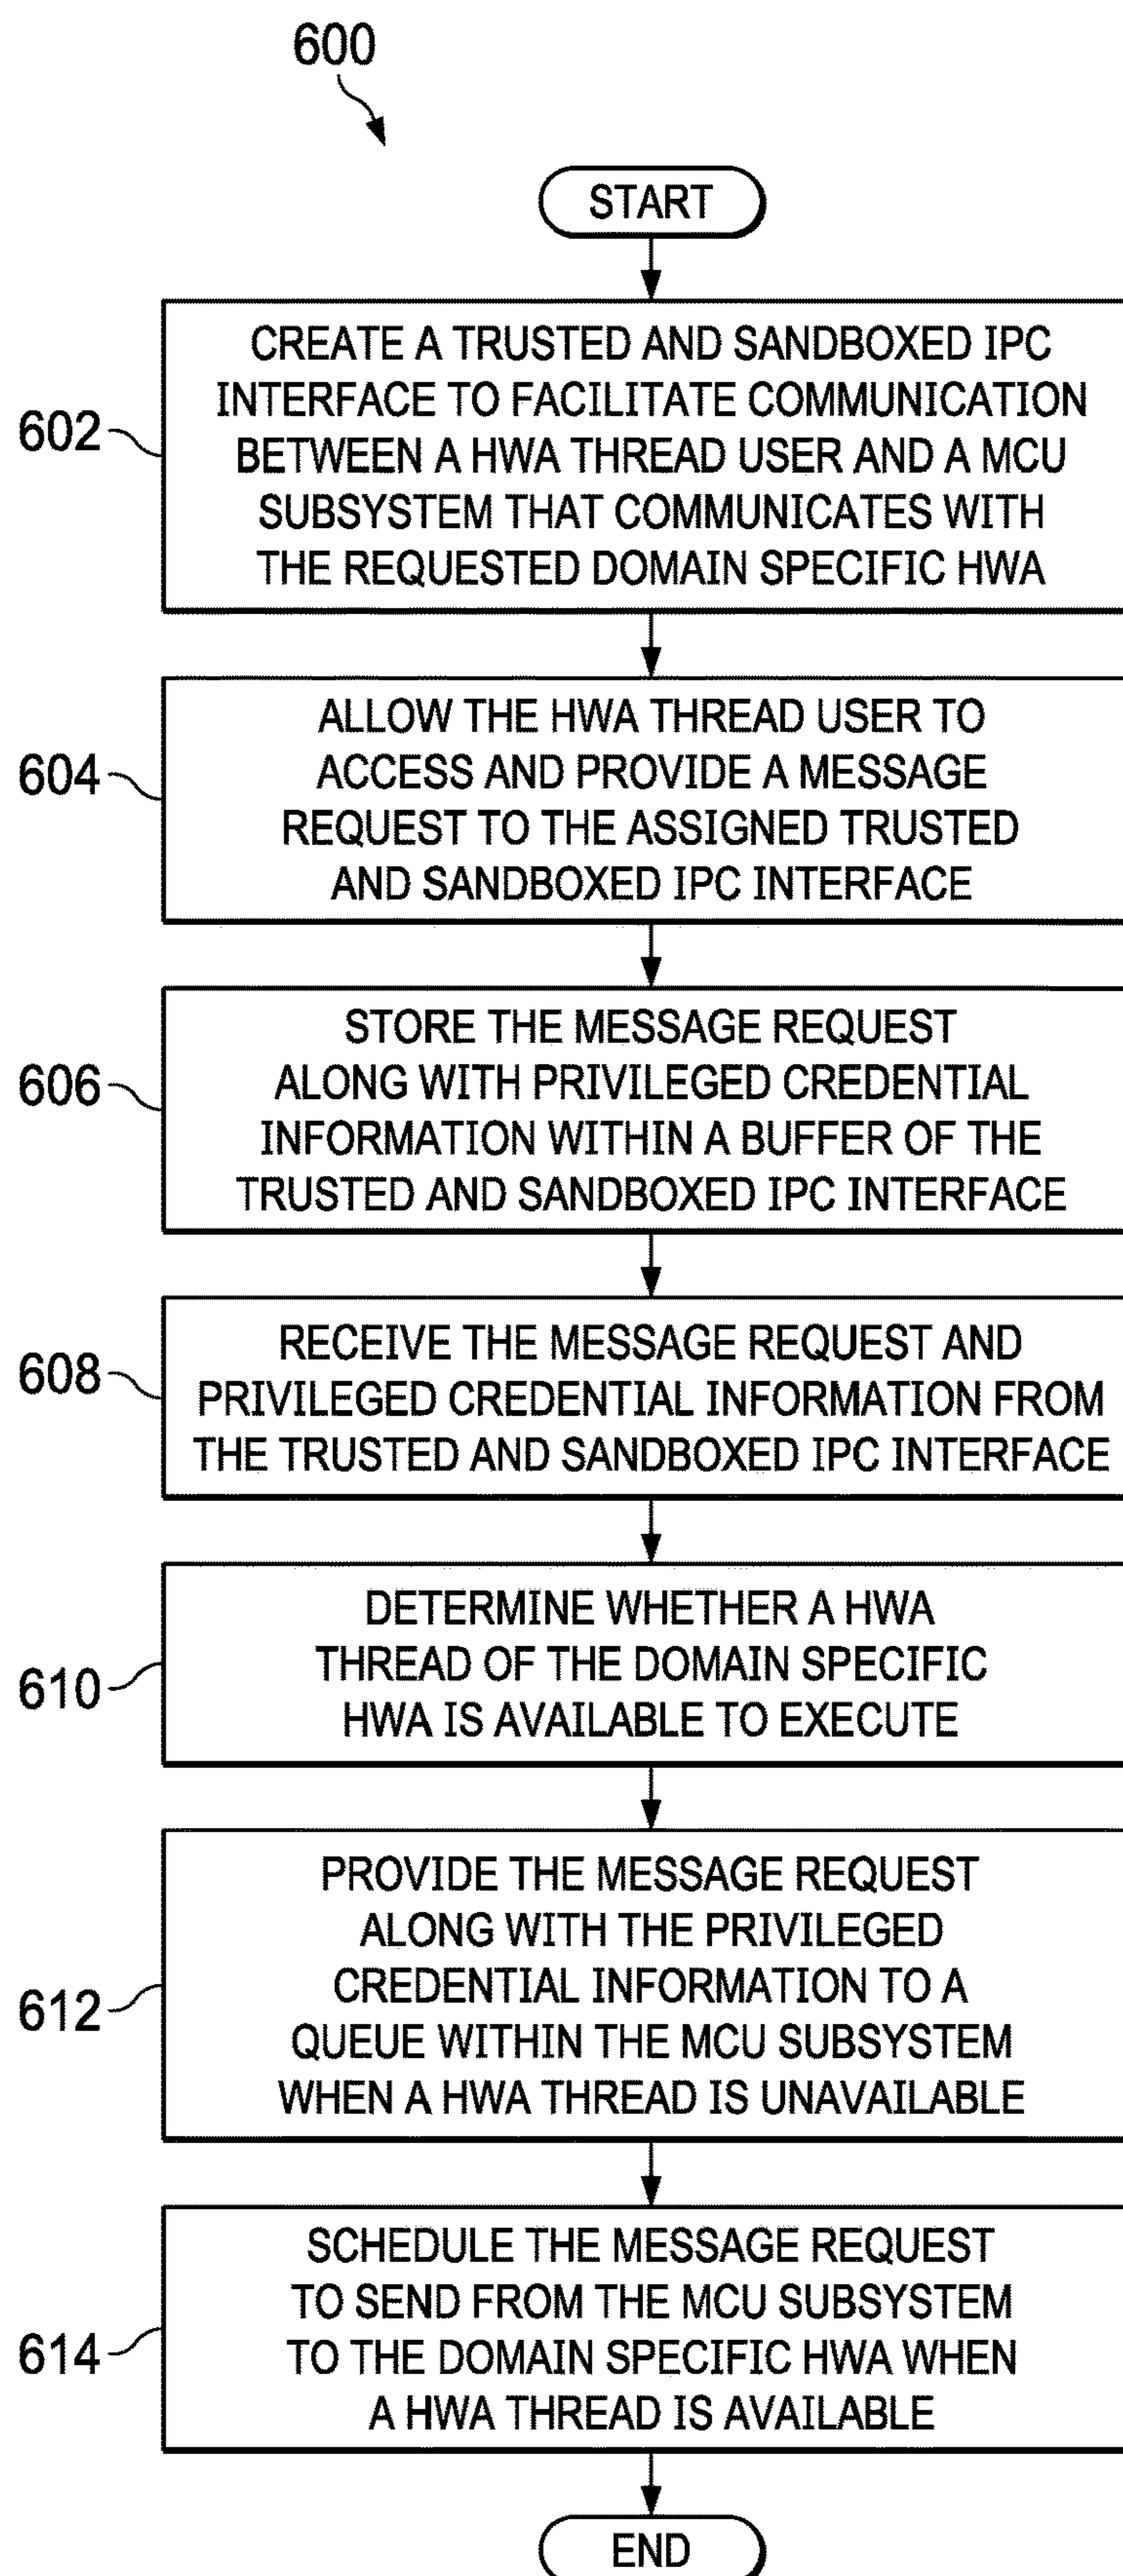 600
START
602
CREATE A TRUSTED AND SANDBOXED IPC
INTERFACE TO FACILITATE COMMUNICATION
BETWEEN A HWA THREAD USER AND A MCU
SUBSYSTEM THAT COMMUNICATES WITH
THE REQUESTED DOMAIN SPECIFIC HWA
604
ALLOW THE HWA THREAD USER TO
ACCESS AND PROVIDE A MESSAGE
REQUEST TO THE ASSIGNED TRUSTED
AND SANDBOXED IPC INTERFACE
606
STORE THE MESSAGE REQUEST
ALONG WITH PRIVILEGED CREDENTIAL
INFORMATION WITHIN A BUFFER OF THE
TRUSTED AND SANDBOXED IPC INTERFACE
608
RECEIVE THE MESSAGE REQUEST AND
PRIVILEGED CREDENTIAL INFORMATION FROM
THE TRUSTED AND SANDBOXED IPC INTERFACE
610
DETERMINE WHETHER A HWA
THREAD OF THE DOMAIN SPECIFIC
HWA IS AVAILABLE TO EXECUTE
612
PROVIDE THE MESSAGE REQUEST
ALONG WITH THE PRIVILEGED
CREDENTIAL INFORMATION TO A
QUEUE WITHIN THE MCU SUBSYSTEM
WHEN A HWA THREAD IS UNAVAILABLE
614
SCHEDULE THE MESSAGE REQUEST
TO SEND FROM THE MCU SUBSYSTEM
TO THE DOMAIN SPECIFIC HWA WHEN
A HWA THREAD IS AVAILABLE
END